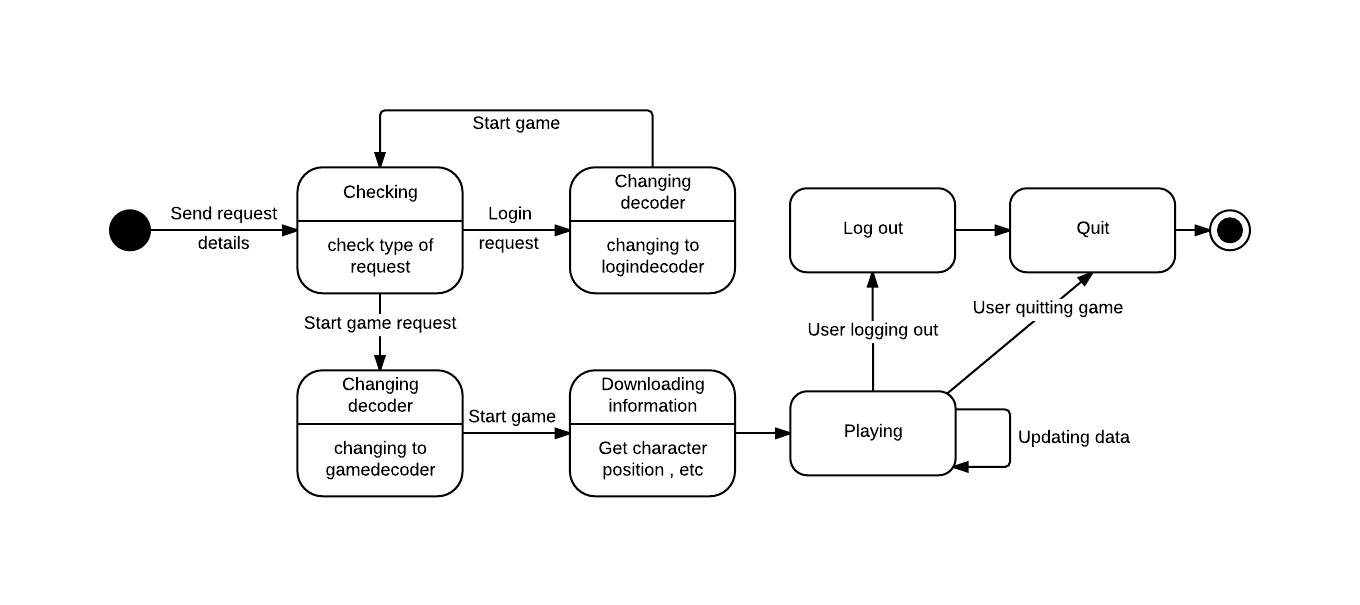 Start game
Send request
details
Checking
check type of
request
Login
request
Changing
decoder
changing to
logindecoder
Log out
Quit
Start game request
User logging out
User quitting game
Changing
decoder
changing to
gamedecoder
Start game
Downloading
information
Get character
position , etc
Playing
Updating data